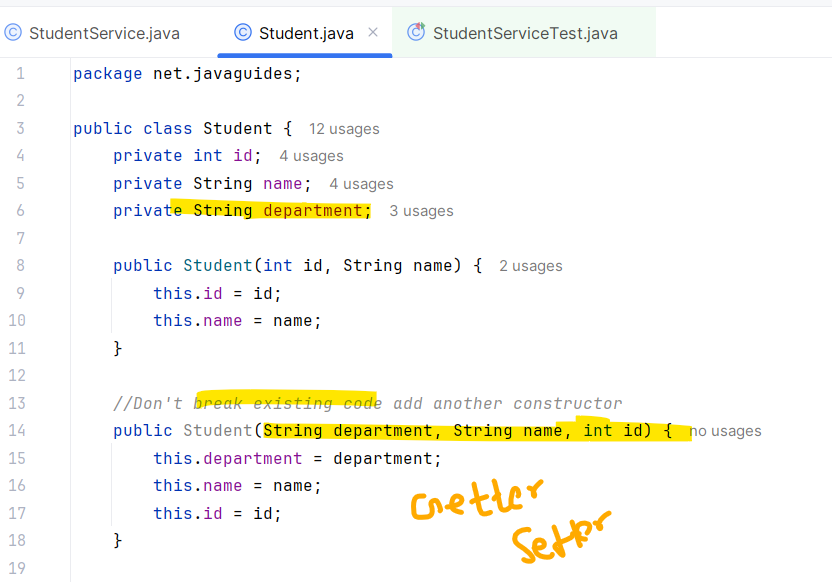 StudentService.java Student.java StudentServiceTest.java
1 package net.javaguides;
2
3 public class Student { 12 usages
4 private int id; 4 usages
5 private String name; 4 usages
6 private String department; 3 usages
7
8 public Student(int id, String name) { 2 usages
9 this.id = id;
10 this.name = name;
11 }
12
13 //Don't break existing code add another constructor
14 public Student(String department, String name, int id) { no usages
15 this.department = department;
16 this.name = name;
17 this.id = id;
18 }
19
Getter
Setter